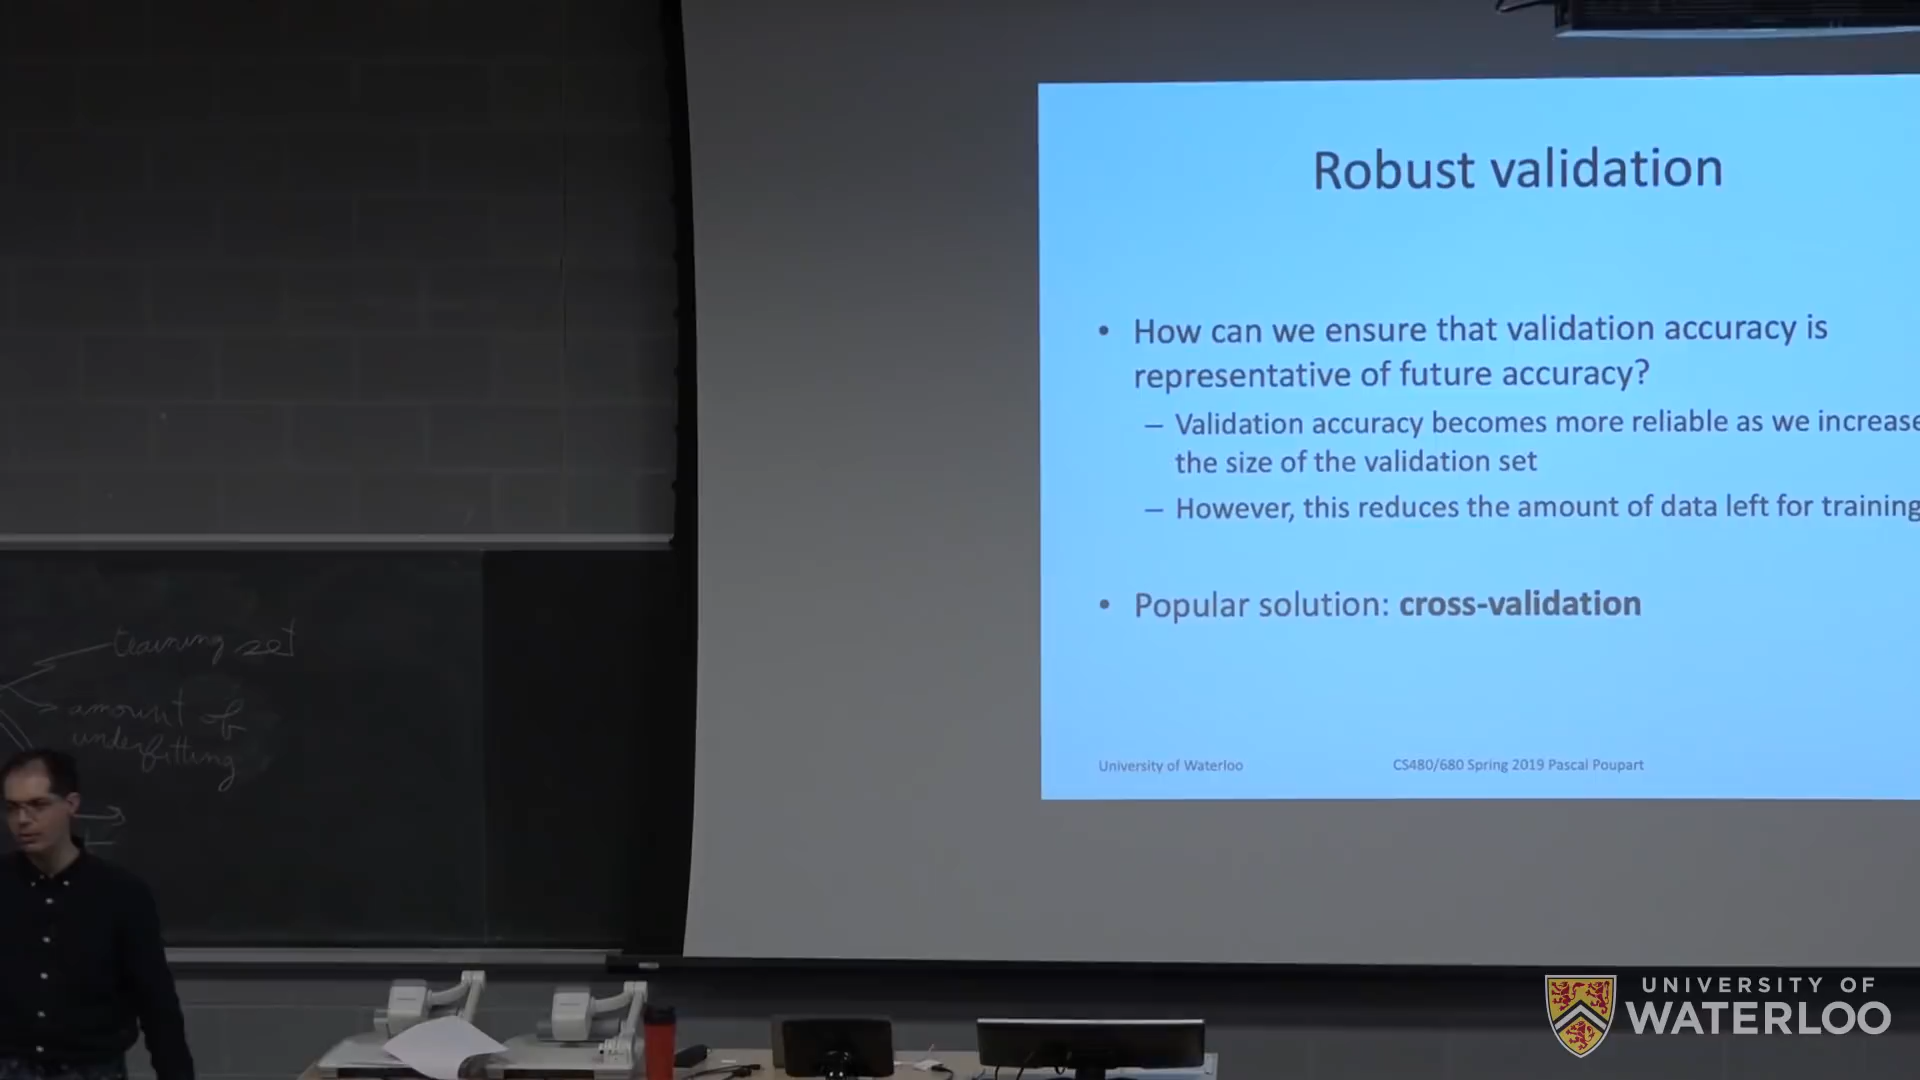 Robust validation
• How can we ensure that validation accuracy is
representative of future accuracy?
– Validation accuracy becomes more reliable as we increase
the size of the validation set
– However, this reduces the amount of data left for training
• Popular solution: cross-validation
University of Waterloo
CS480/680 Spring 2019 Pascal Poupart
training set
amount of
underfitting
UNIVERSITY OF
WATERLOO